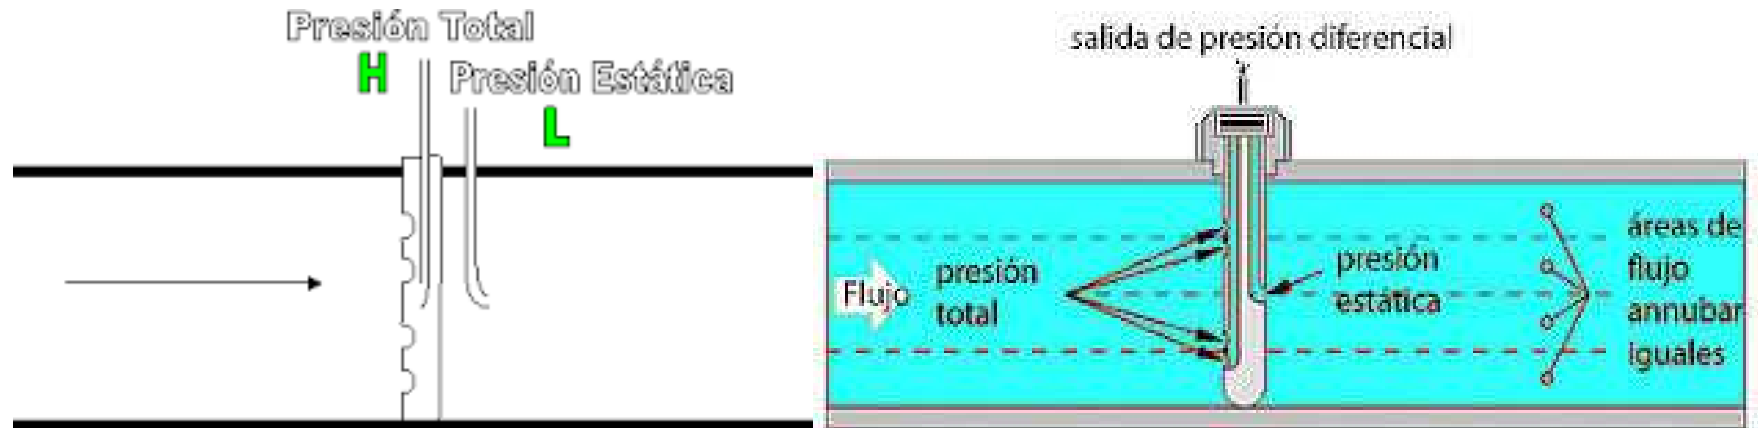 Presión Total
H
Presión Estática
L
salida de presión diferencial
Flujo
presión
total
presión
estática
áreas de
flujo
annubar
iguales